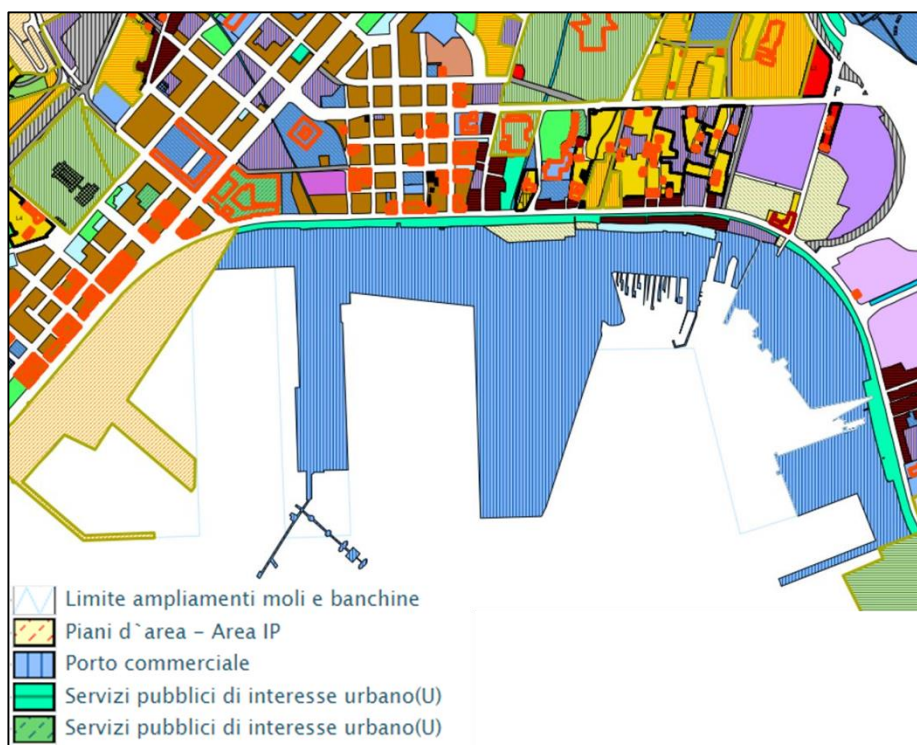 P
Limite ampliamenti moli e banchine
Piani d`area - Area IP
Porto commerciale
Servizi pubblici di interesse urbano(U)
Servizi pubblici di interesse urbano(U)